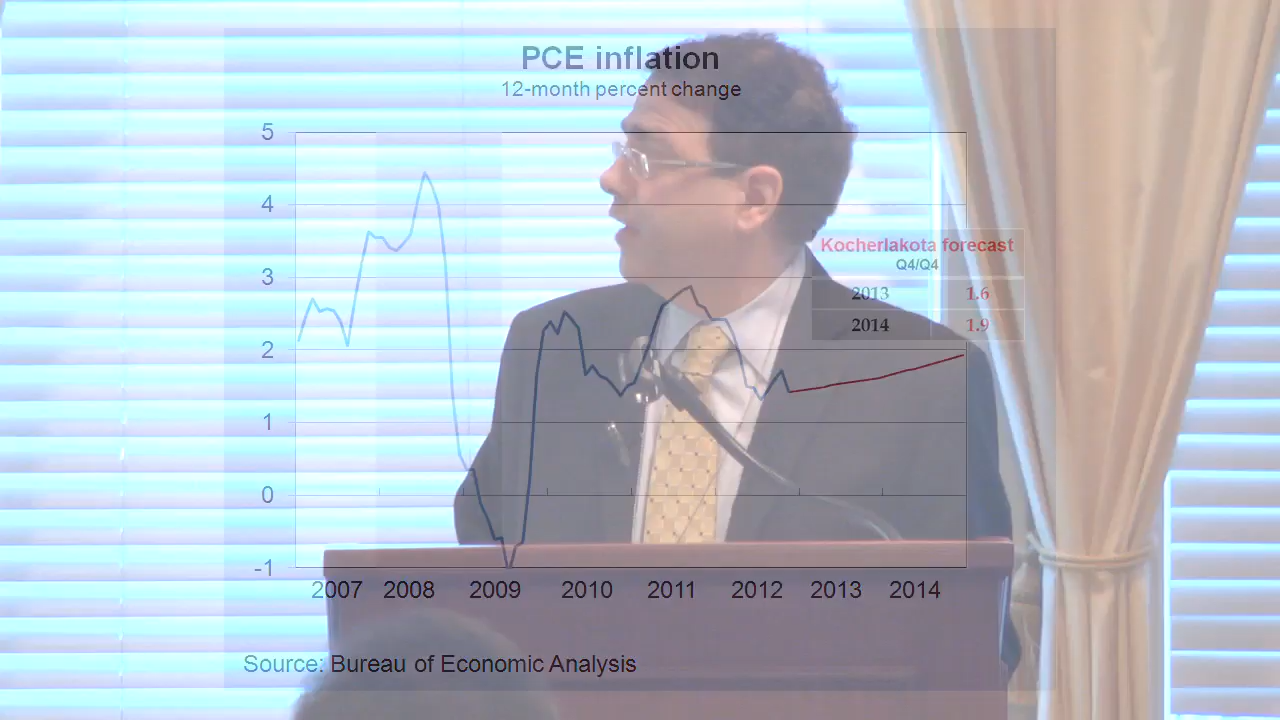 PCE inflation
12-month percent change
5
4
3
2
1
0
-1
Kocherlakota forecast
Q4/Q4
2013 1.6
2014 1.9
2007 2008 2009 2010 2011 2012 2013 2014
Source: Bureau of Economic Analysis